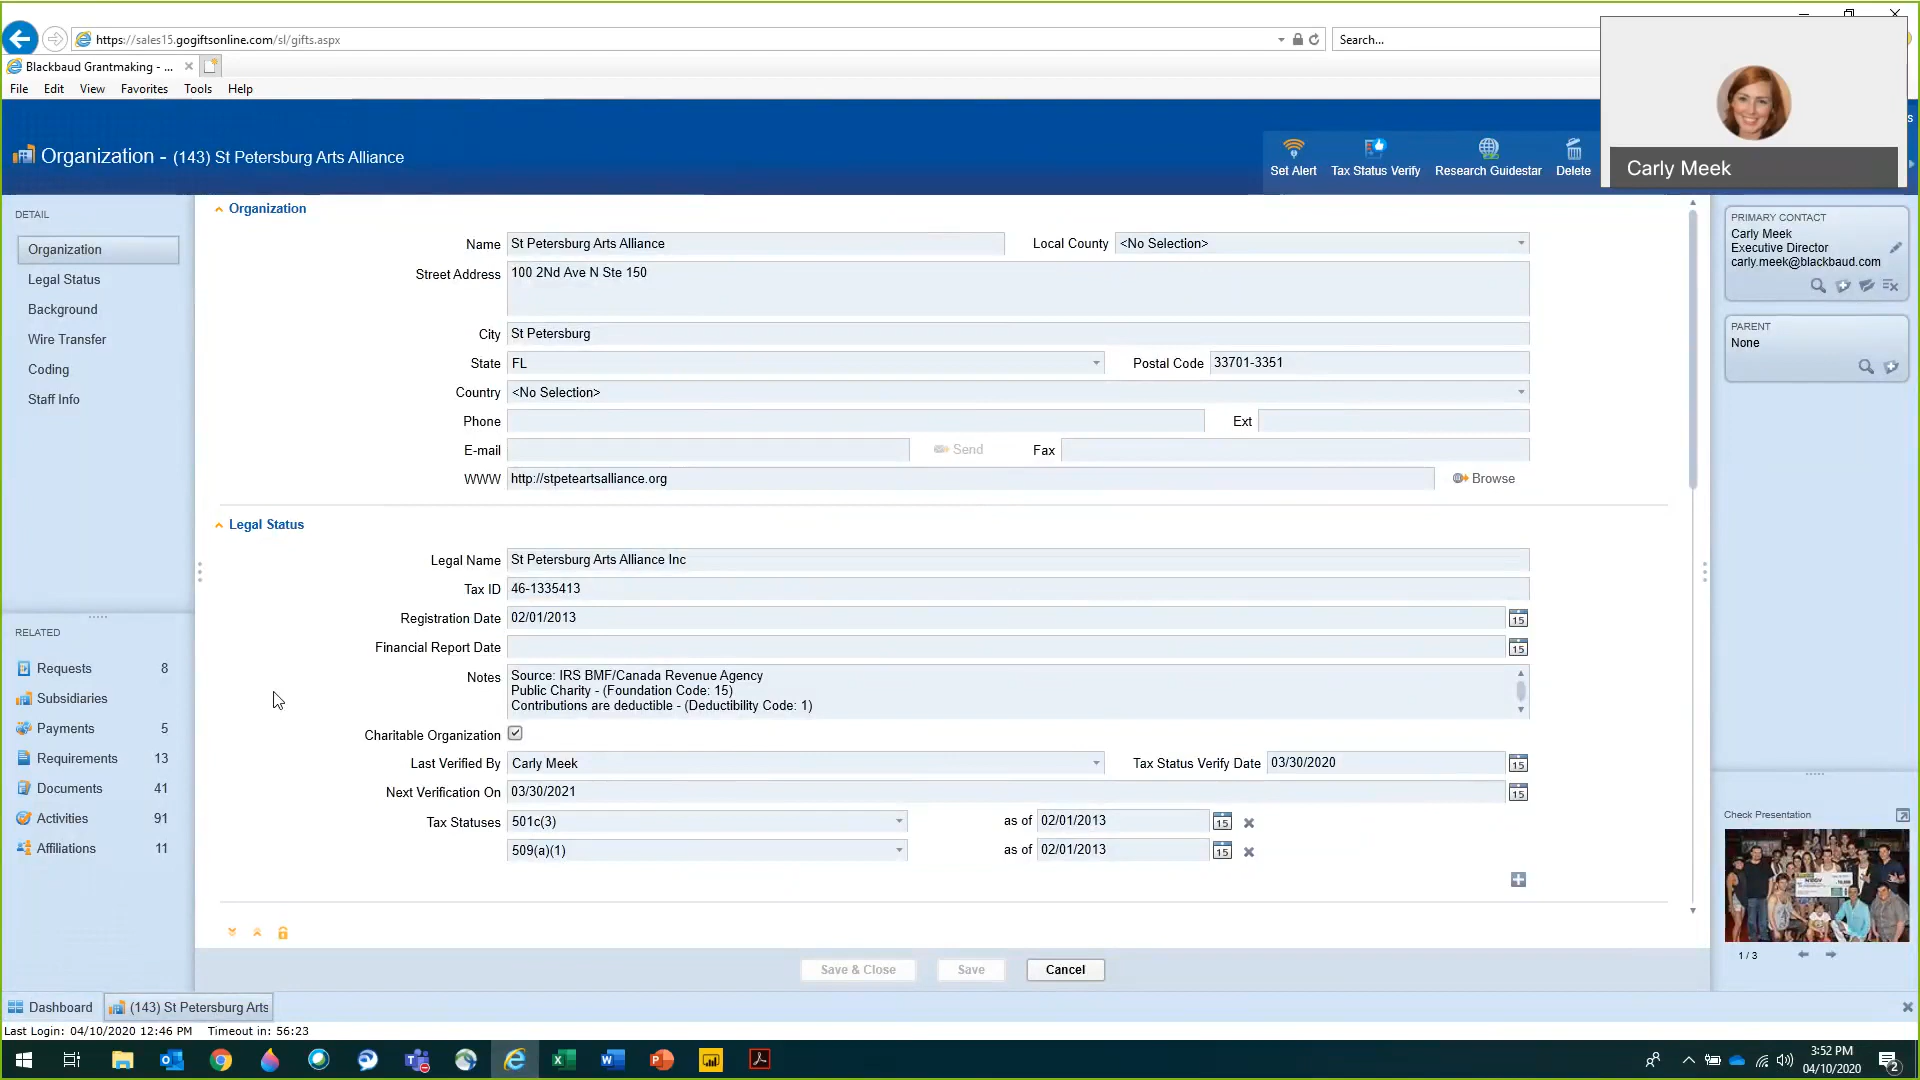 https://sales15.gogiftsonline.com/sl/gifts.aspx
Search...
Blackbaud Grantmaking - ...
File Edit View Favorites Tools Help
Organization - (143) St Petersburg Arts Alliance
Set Alert
Tax Status Verify
Research Guidestar
Delete
s
Carly Meek
DETAIL
Organization
Legal Status
Background
Wire Transfer
Coding
Staff Info
RELATED
Requests 8
Subsidiaries
Payments 5
Requirements 13
Documents 41
Activities 91
Affiliations 11
Organization
Name St Petersburg Arts Alliance Local County <No Selection>
Street Address 100 2Nd Ave N Ste 150
City St Petersburg
State FL Postal Code 33701-3351
Country <No Selection>
Phone Ext
E-mail Send Fax
WWW http://stpeteartsalliance.org Browse
Legal Status
Legal Name St Petersburg Arts Alliance Inc
Tax ID 46-1335413
Registration Date 02/01/2013 15
Financial Report Date 15
Notes Source: IRS BMF/Canada Revenue Agency
Public Charity - (Foundation Code: 15)
Contributions are deductible - (Deductibility Code: 1)
Charitable Organization
Last Verified By Carly Meek Tax Status Verify Date 03/30/2020 15
Next Verification On 03/30/2021 15
Tax Statuses 501c(3) as of 02/01/2013 15
509(a)(1) as of 02/01/2013 15
Save & Close Save Cancel
PRIMARY CONTACT
Carly Meek
Executive Director
carly.meek@blackbaud.com
PARENT
None
Check Presentation
1 / 3
Dashboard (143) St Petersburg Arts
Last Login: 04/10/2020 12:46 PM Timeout in: 56:23
3:52 PM
04/10/2020
2